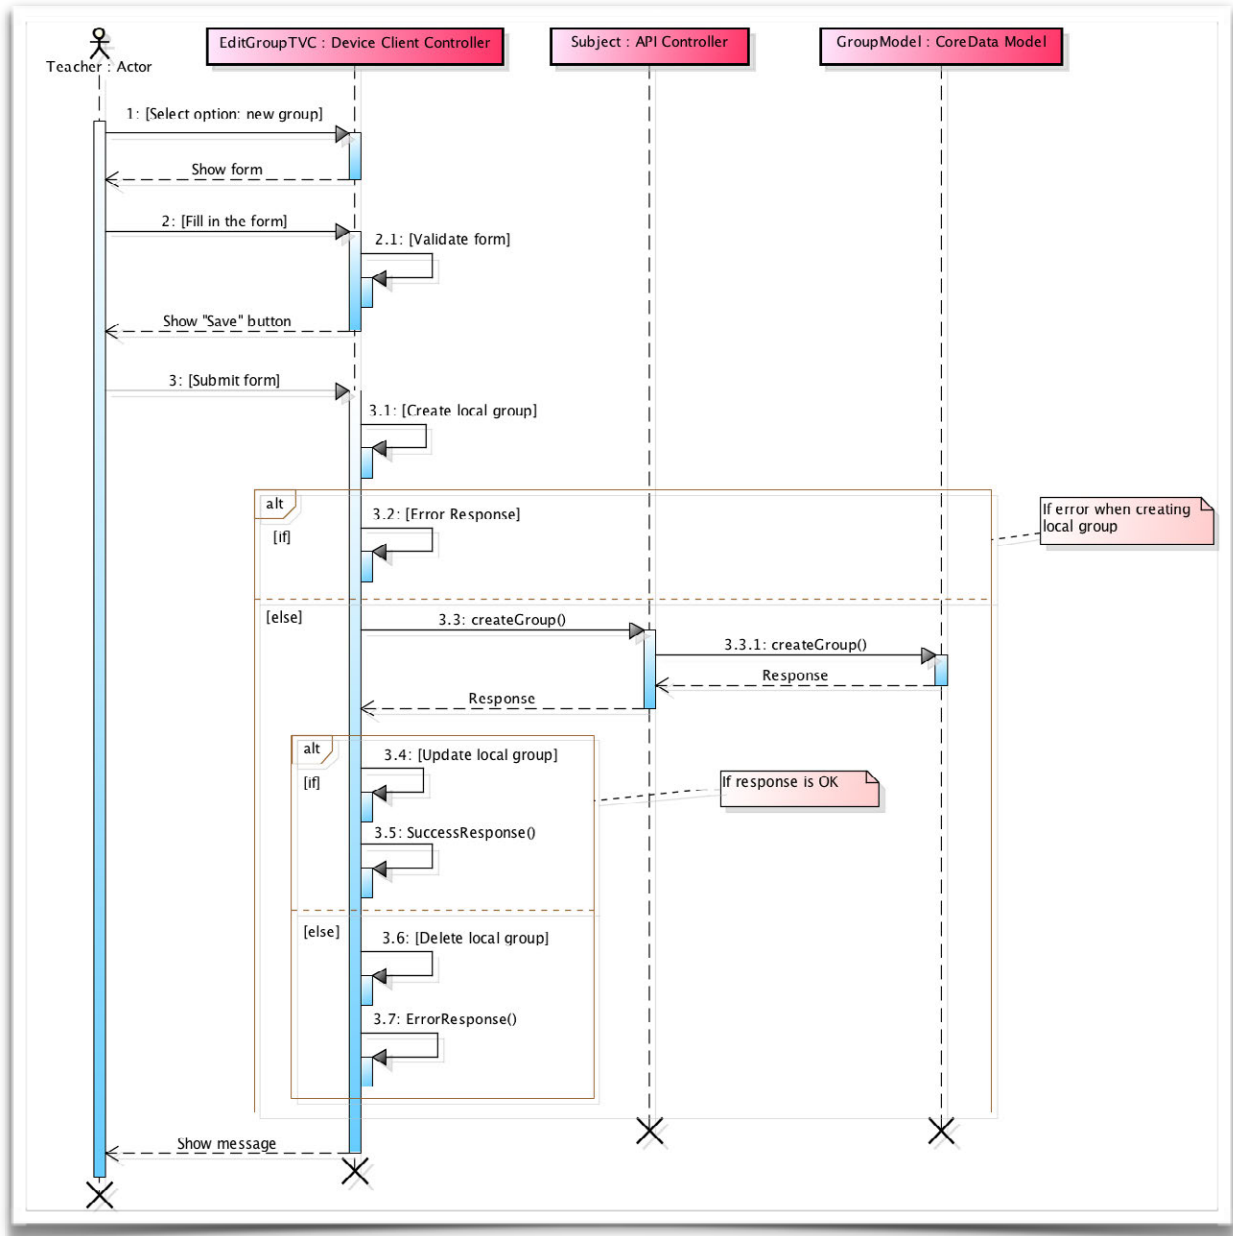 Teacher : Actor
EditGroupTVC : Device Client Controller
Subject : API Controller
GroupModel : CoreData Model
1: [Select option: new group]
Show form
2: [Fill in the form]
2.1: [Validate form]
Show "Save" button
3: [Submit form]
3.1: [Create local group]
alt
[if]
3.2: [Error Response]
If error when creating
local group
[else]
3.3: createGroup()
3.3.1: createGroup()
Response
Response
alt
[if]
3.4: [Update local group]
If response is OK
3.5: SuccessResponse()
[else]
3.6: [Delete local group]
3.7: ErrorResponse()
Show message